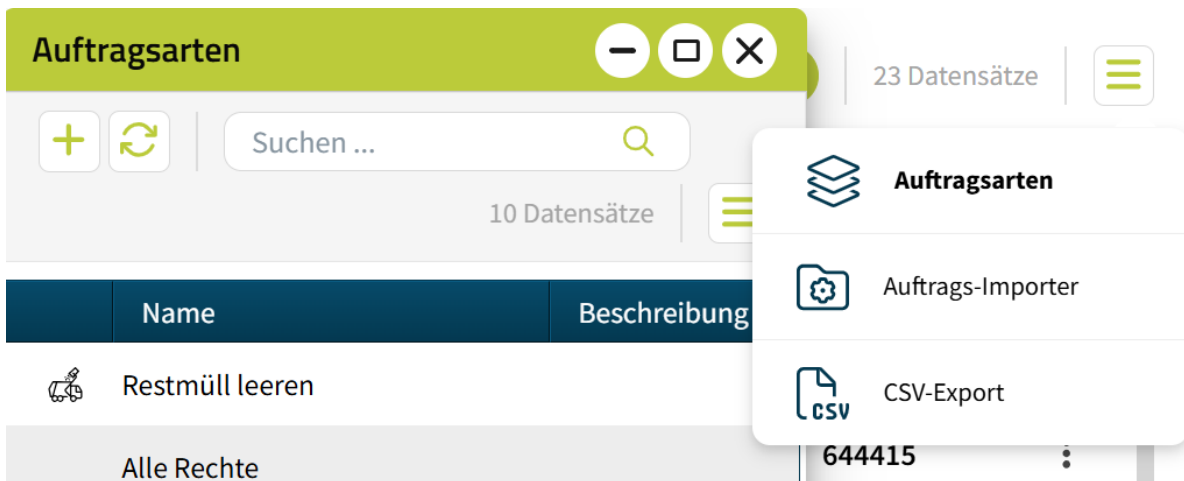 Auftragsarten
23 Datensätze
Suchen ...
10 Datensätze
Auftragsarten
Auftrags-Importer
CSV
CSV-Export
Name
Beschreibung
Restmüll leeren
Alle Rechte
644415